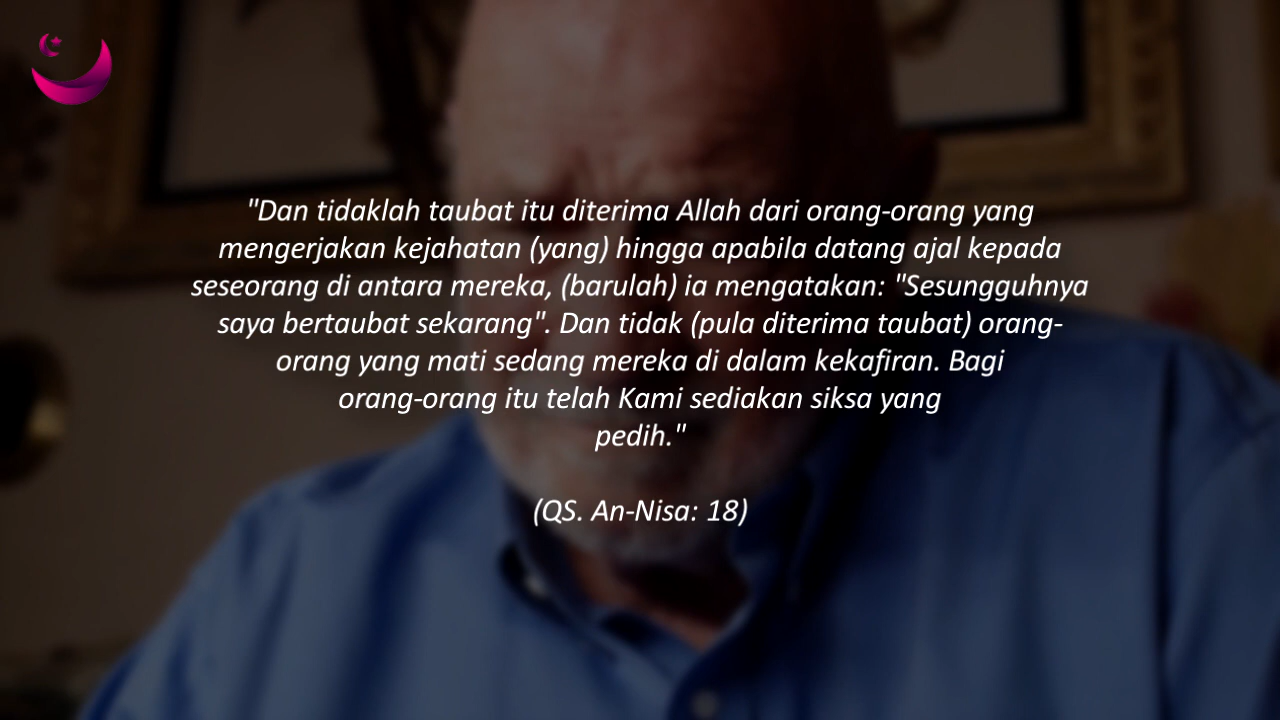 "Dan tidaklah taubat itu diterima Allah dari orang-orang yang
mengerjakan kejahatan (yang) hingga apabila datang ajal kepada
seseorang di antara mereka, (barulah) ia mengatakan: "Sesungguhnya
saya bertaubat sekarang". Dan tidak (pula diterima taubat) orang-
orang yang mati sedang mereka di dalam kekafiran. Bagi
orang-orang itu telah Kami sediakan siksa yang
pedih."
(QS. An-Nisa: 18)